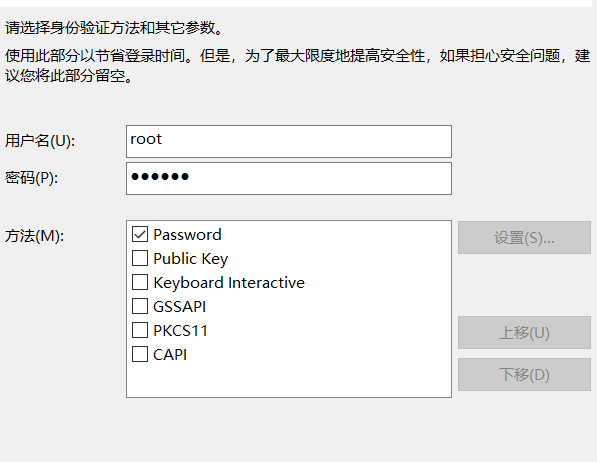 请选择身份验证方法和其它参数。
使用此部分以节省登录时间。但是，为了最大限度地提高安全性，如果担心安全问题，建
议您将此部分留空。
用户名(U):
root
密码(P):
●●●●●●
方法(M):
Password
设置(S)...
Public Key
Keyboard Interactive
GSSAPI
PKCS11
上移(U)
CAPI
下移(D)